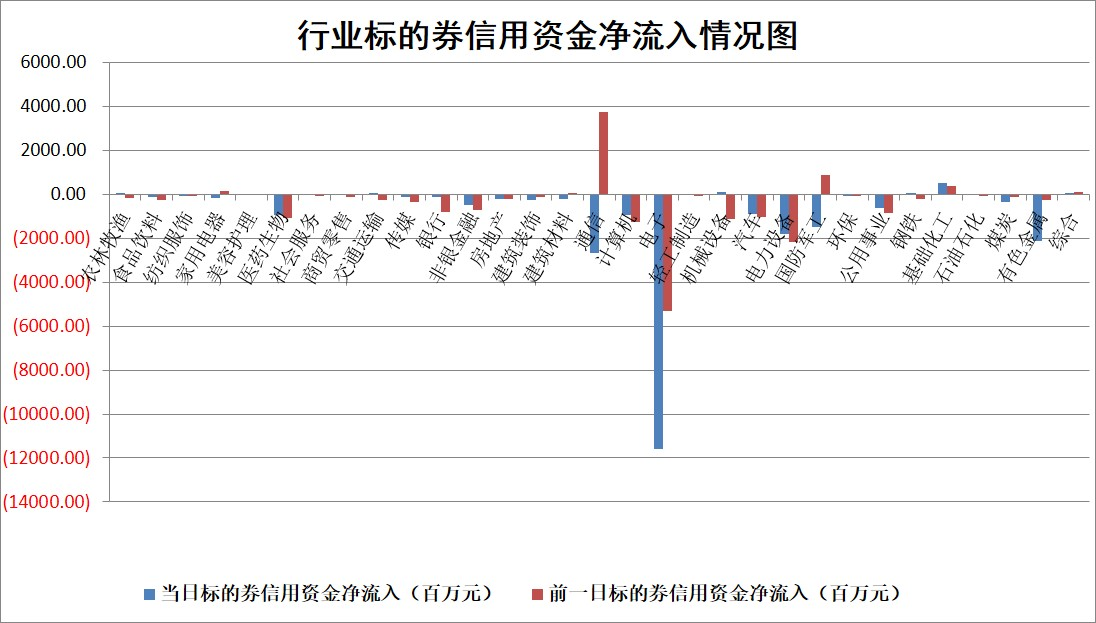 行业标的券信用资金净流入情况图
6000.00
4000.00
2000.00
0.00
(2000.00)
(4000.00)
(6000.00)
(8000.00)
(10000.00)
(12000.00)
(14000.00)
农林牧渔
食品饮料
纺织服饰
家用电器
美容护理
医药生物
社会服务
商贸零售
交通运输
传媒
银行
非银金融
房地产
建筑装饰
建筑材料
通信
计算机
电子
轻工制造
机械设备
汽车
电力设备
国防军工
环保
公用事业
钢铁
基础化工
石油石化
煤炭
有色金属
综合
当日标的券信用资金净流入（百万元）
前一日标的券信用资金净流入（百万元）